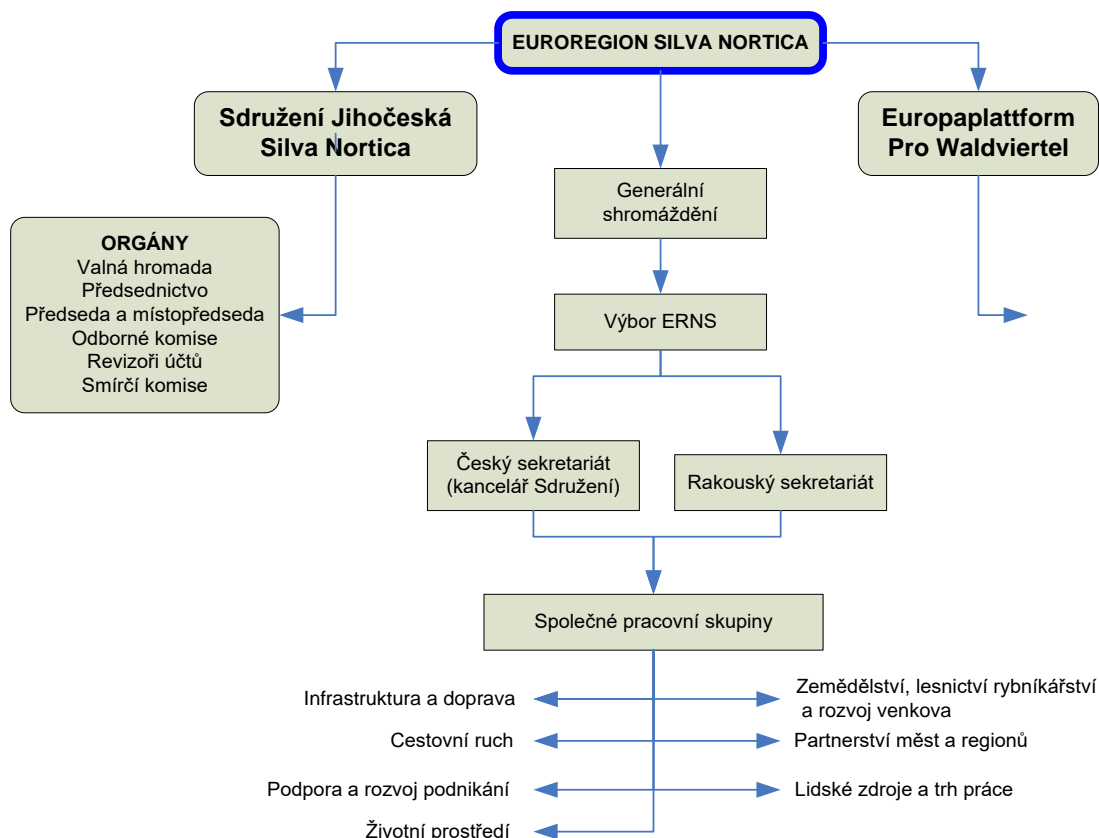 EUROREGION SILVA NORTICA
Sdružení Jihočeská
Silva Nortica
Europaplattform
Pro Waldviertel
Generální
shromáždění
ORGÁNY
Valná hromada
Předsednictvo
Předseda a místopředseda
Odborné komise
Revizoři účtů
Smírčí komise
Výbor ERNS
Český sekretariát
(kancelář Sdružení)
Rakouský sekretariát
Společné pracovní skupiny
Infrastruktura a doprava
Zemědělství, lesnictví rybníkářství
a rozvoj venkova
Cestovní ruch
Partnerství měst a regionů
Podpora a rozvoj podnikání
Lidské zdroje a trh práce
Životní prostředí